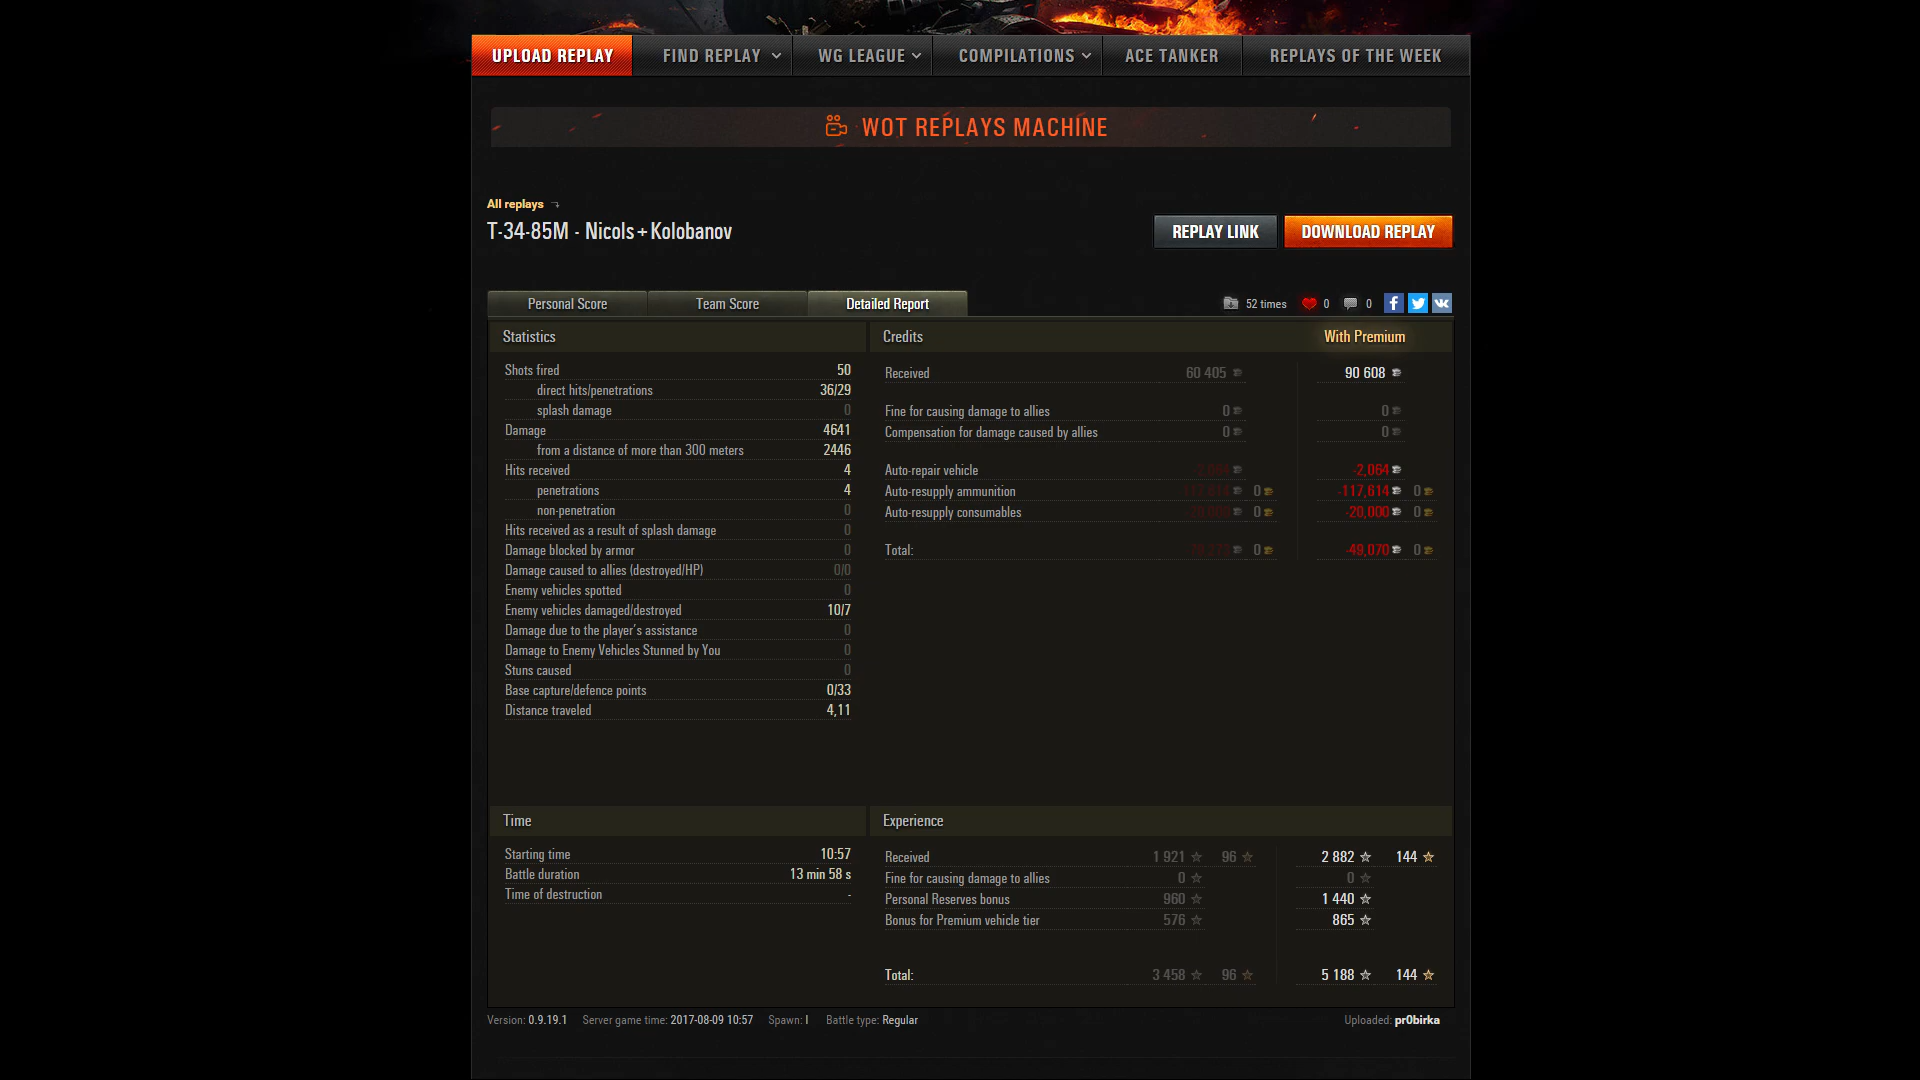 UPLOAD REPLAY FIND REPLAY WG LEAGUE COMPILATIONS ACE TANKER REPLAYS OF THE WEEK
WOT REPLAYS MACHINE
All replays
T-34-85M - Nicols+Kolobanov
REPLAY LINK DOWNLOAD REPLAY
Personal Score Team Score Detailed Report 52 times 0 0
Statistics
Shots fired 50
direct hits/penetrations 36/29
splash damage 0
Damage 4641
from a distance of more than 300 meters 2446
Hits received 4
penetrations 4
non-penetration 0
Hits received as a result of splash damage 0
Damage blocked by armor 0
Damage caused to allies (destroyed/HP) 0/0
Enemy vehicles spotted 0
Enemy vehicles damaged/destroyed 10/7
Damage due to the player's assistance 0
Damage to Enemy Vehicles Stunned by You 0
Stuns caused 0
Base capture/defence points 0/33
Distance traveled 4,11
Credits With Premium
Received 60 405 90 608
Fine for causing damage to allies 0 0
Compensation for damage caused by allies 0 0
Auto-repair vehicle -2,064
Auto-resupply ammunition 0 -117,614 0
Auto-resupply consumables 0 -20,000 0
Total: 0 -49,070 0
Time
Starting time 10:57
Battle duration 13 min 58 s
Time of destruction -
Experience
Received 1 921 96 2 882 144
Fine for causing damage to allies 0 0
Personal Reserves bonus 960 1 440
Bonus for Premium vehicle tier 576 865
Total: 3 458 96 5 188 144
Version: 0.9.19.1 Server game time: 2017-08-09 10:57 Spawn: I Battle type: Regular Uploaded: pr0birka